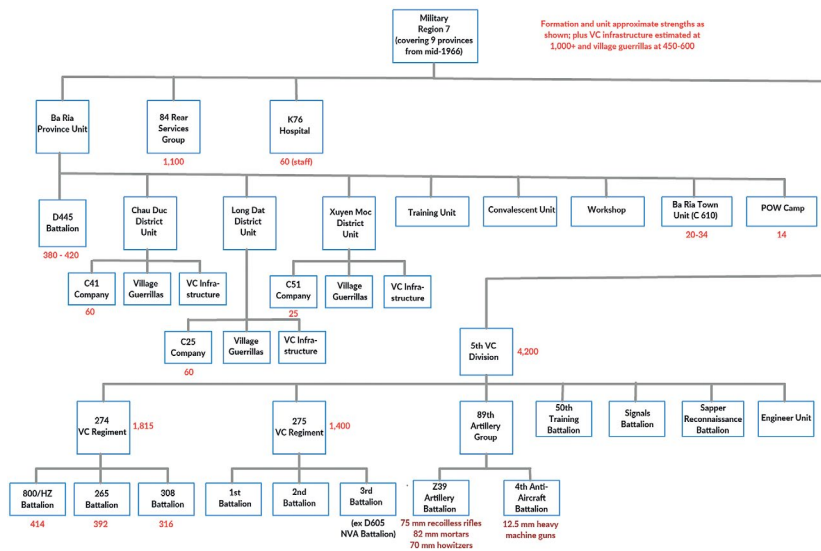 Military
Region 7
(covering 9 provinces
from mid-1966)
Formation and unit approximate strengths as
shown; plus VC infrastructure estimated at
1,000+ and village guerrillas at 450-600
Ba Ria
Province Unit
84 Rear
Services
Group
1,100
K76
Hospital
60 (staff)
D445
Battalion
380 - 420
Chau Duc
District
Unit
Long Dat
District
Unit
Xuyen Moc
District
Unit
Training Unit
Convalescent Unit
Workshop
Ba Ria Town
Unit (C 610)
20-34
POW Camp
14
C41
Company
60
Village
Guerrillas
VC Infra-
structure
C51
Company
25
Village
Guerrillas
VC Infra-
structure
C25
Company
60
Village
Guerrillas
VC Infra-
structure
5th VC
Division
4,200
274
VC Regiment
1,815
275
VC Regiment
1,400
89th
Artillery
Group
50th
Training
Battalion
Signals
Battalion
Sapper
Reconnaissance
Battalion
Engineer Unit
800/HZ
Battalion
414
265
Battalion
392
308
Battalion
316
1st
Battalion
2nd
Battalion
3rd
Battalion
(ex D605
NVA Battalion)
Z39
Artillery
Battalion
75 mm recoilless rifles
82 mm mortars
70 mm howitzers
4th Anti-
Aircraft
Battalion
12.5 mm heavy
machine guns